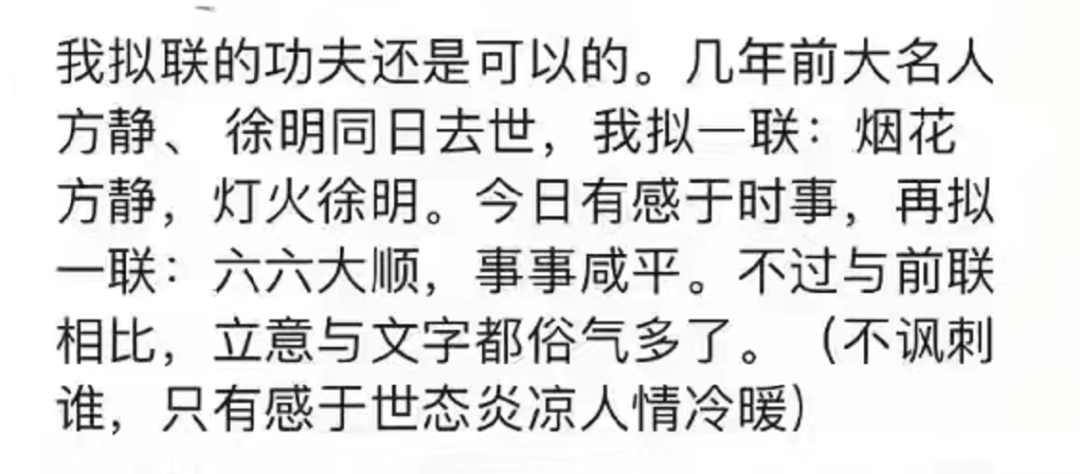 我拟联的功夫还是可以的。几年前大名人
方静、 徐明同日去世，我拟一联：烟花
方静，灯火徐明。今日有感于时事，再拟
一联：六六大顺，事事咸平。不过与前联
相比，立意与文字都俗气多了。（不讽刺
谁，只有感于世态炎凉人情冷暖）